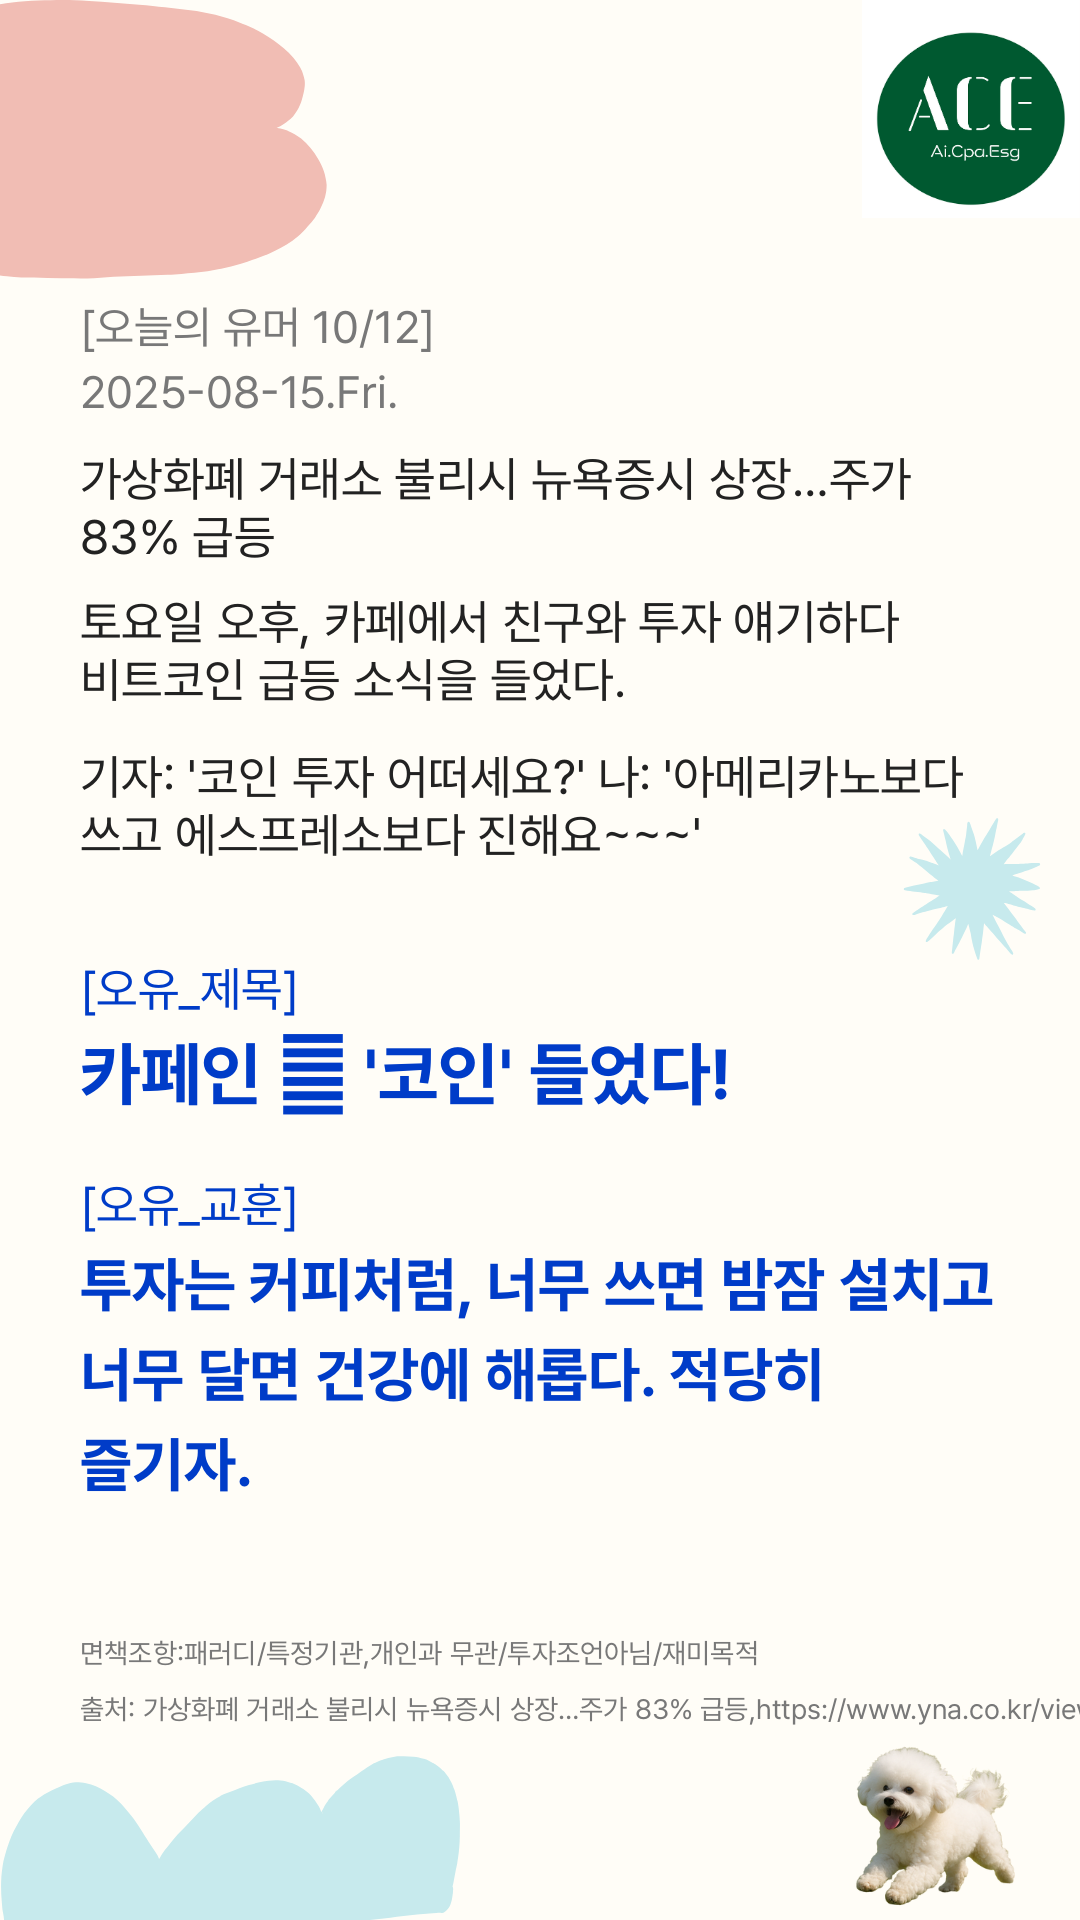 ACE
Ai.Cpa.Esg
[오늘의 유머 10/12]
2025-08-15.Fri.
가상화폐 거래소 불리시 뉴욕증시 상장...주가
83% 급등
토요일 오후, 카페에서 친구와 투자 얘기하다
비트코인 급등 소식을 들었다.
기자: '코인 투자 어떠세요?' 나: '아메리카노보다
쓰고 에스프레소보다 진해요~~~'
[오유_제목]
카페인 '코인' 들었다!
[오유_교훈]
투자는 커피처럼, 너무 쓰면 밤잠 설치고
너무 달면 건강에 해롭다. 적당히
즐기자.
면책조항:패러디/특정기관,개인과 무관/투자조언아님/재미목적
출처: 가상화폐 거래소 불리시 뉴욕증시 상장...주가 83% 급등,https://www.yna.co.kr/vie